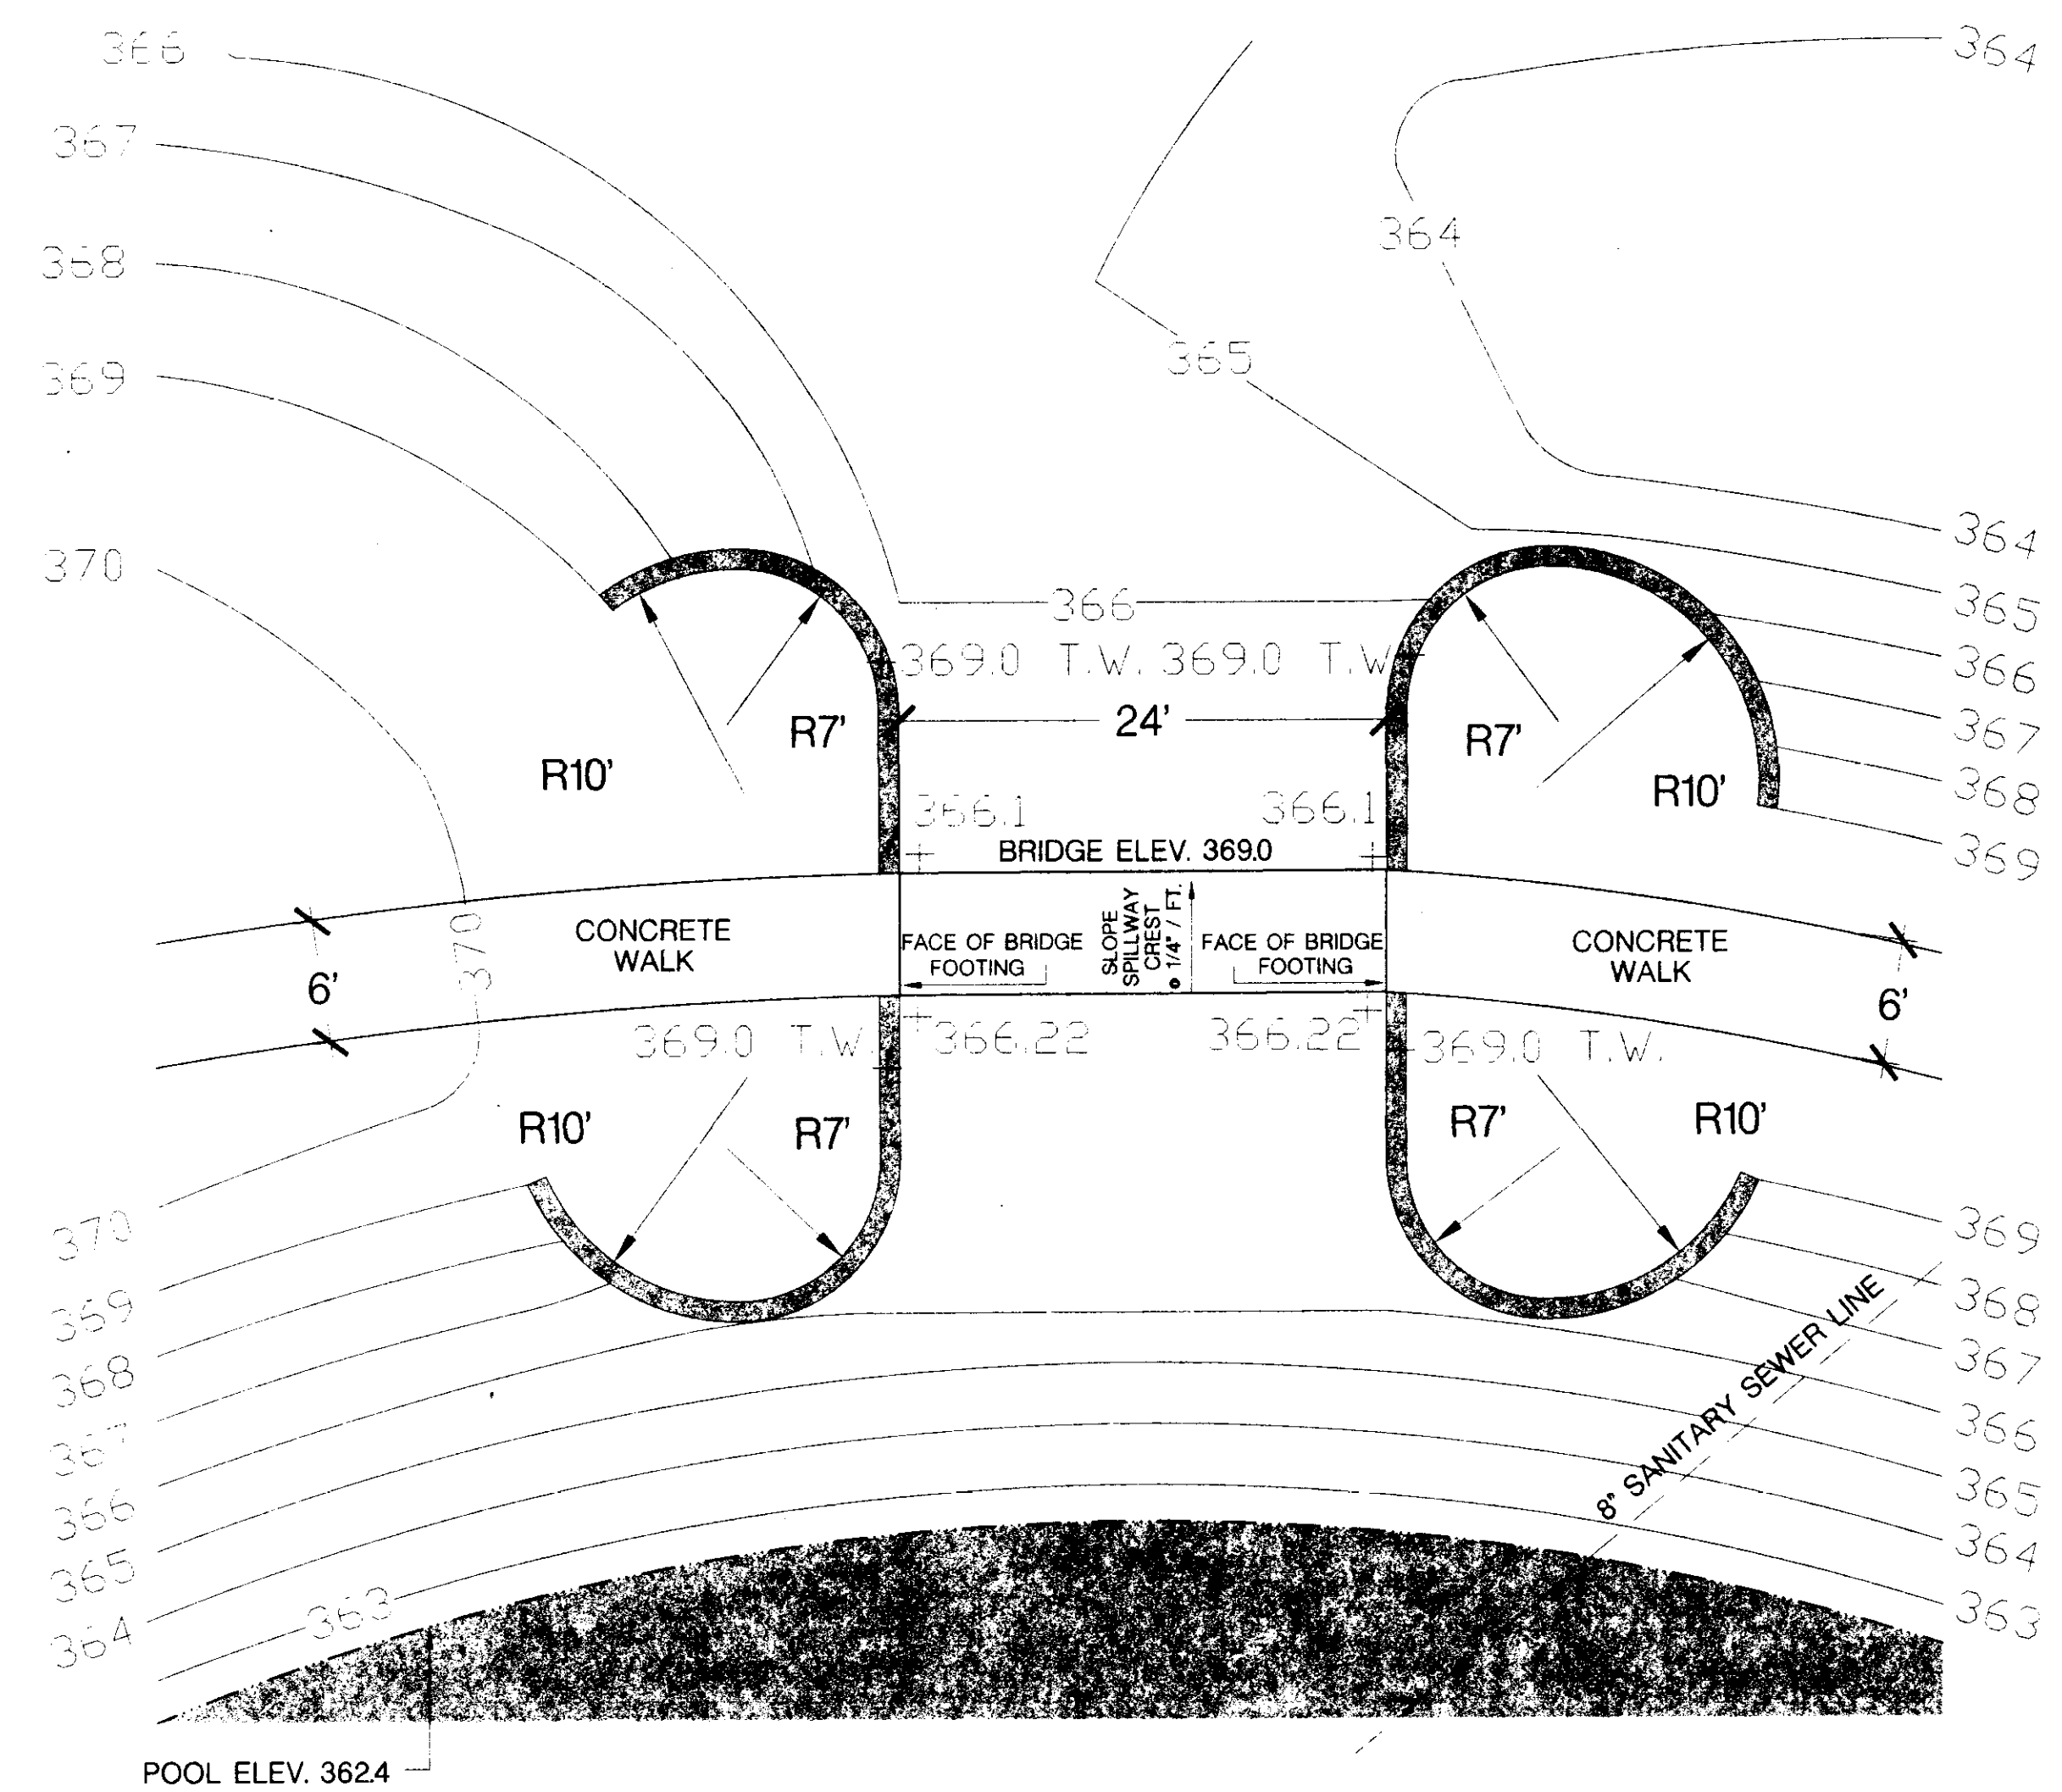 366
364
367
364
368
365
369
364
370
365
366
366
369.0 T.W. 369.0 T.W
24'
R7'
R7'
367
R10'
R10'
368
366.1
366.1
BRIDGE ELEV. 369.0
369
CONCRETE
WALK
370
FACE OF BRIDGE
FOOTING
SLOPE
SPILLWAY
CREST
@ 1/4" / FT.
FACE OF BRIDGE
FOOTING
CONCRETE
WALK
6'
6'
369.0 T.W.
366.22
366.22
369.0 T.W.
R10'
R7'
R7'
R10'
370
369
369
368
368
367
367
366
366
365
365
364
364
363
363
8" SANITARY SEWER LINE
POOL ELEV. 362.4